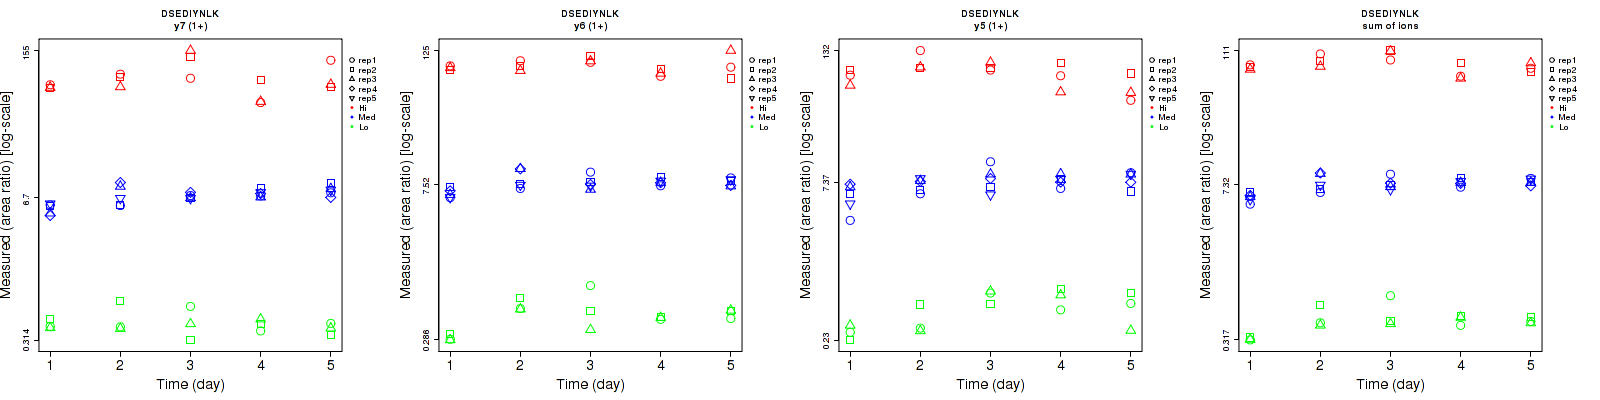 DSEDIYNLK
y7 (1+)
Measured (area ratio) [log-scale]
155
6.7
0.314
1 2 3 4 5
Time (day)
rep1
rep2
rep3
rep4
rep5
Hi
Med
Lo
DSEDIYNLK
y6 (1+)
Measured (area ratio) [log-scale]
125
7.52
0.286
1 2 3 4 5
Time (day)
rep1
rep2
rep3
rep4
rep5
Hi
Med
Lo
DSEDIYNLK
y5 (1+)
Measured (area ratio) [log-scale]
132
7.37
0.23
1 2 3 4 5
Time (day)
rep1
rep2
rep3
rep4
rep5
Hi
Med
Lo
DSEDIYNLK
sum of ions
Measured (area ratio) [log-scale]
111
7.32
0.317
1 2 3 4 5
Time (day)
rep1
rep2
rep3
rep4
rep5
Hi
Med
Lo